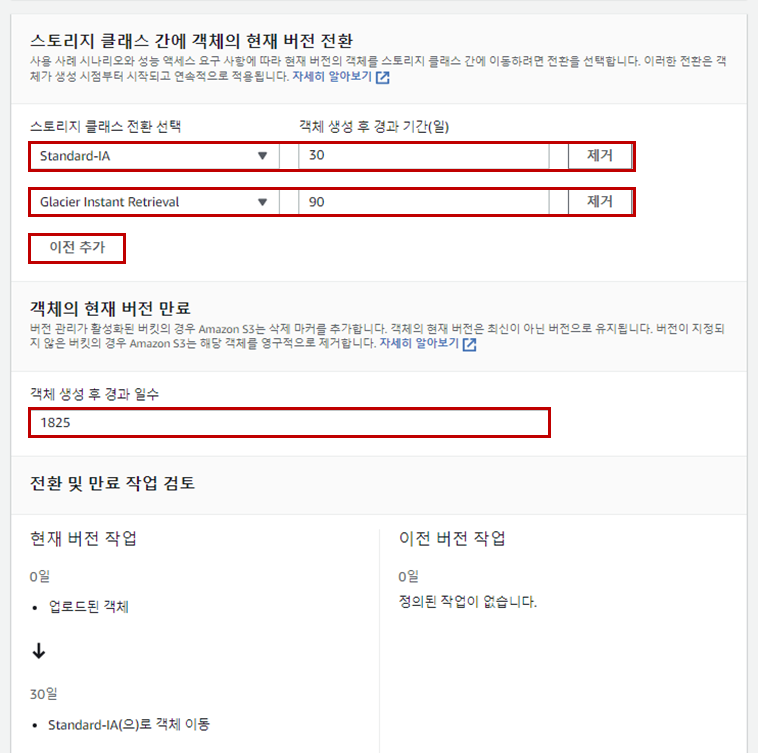 스토리지 클래스 간에 객체의 현재 버전 전환
사용 사례 시나리오와 성능 액세스 요구 사항에 따라 현재 버전의 객체를 스토리지 클래스 간에 이동하려면 전환을 선택합니다. 이러한 전환은 객
체가 생성 시점부터 시작되고 연속적으로 적용됩니다. 자세히 알아보기
스토리지 클래스 전환 선택 객체 생성 후 경과 기간(일)
Standard-IA 30 제거
Glacier Instant Retrieval 90 제거
이전 추가
객체의 현재 버전 만료
버전 관리가 활성화된 버킷의 경우 Amazon S3는 삭제 마커를 추가합니다. 객체의 현재 버전은 최신이 아닌 버전으로 유지됩니다. 버전이 지정되
지 않은 버킷의 경우 Amazon S3는 해당 객체를 영구적으로 제거합니다. 자세히 알아보기
객체 생성 후 경과 일수
1825
전환 및 만료 작업 검토
현재 버전 작업
0일
• 업로드된 객체
↓
30일
• Standard-IA(으)로 객체 이동
이전 버전 작업
0일
정의된 작업이 없습니다.